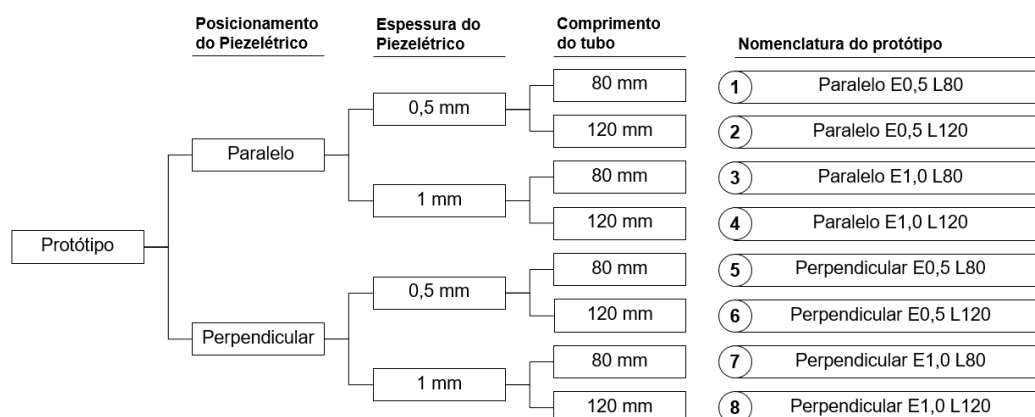 Posicionamento
do Piezelétrico
Espessura do
Piezelétrico
Comprimento
do tubo
Nomenclatura do protótipo
80 mm
1 Paralelo E0,5 L80
0,5 mm
120 mm
2 Paralelo E0,5 L120
Paralelo
80 mm
3 Paralelo E1,0 L80
1 mm
120 mm
4 Paralelo E1,0 L120
Protótipo
80 mm
5 Perpendicular E0,5 L80
0,5 mm
120 mm
6 Perpendicular E0,5 L120
Perpendicular
80 mm
7 Perpendicular E1,0 L80
1 mm
120 mm
8 Perpendicular E1,0 L120